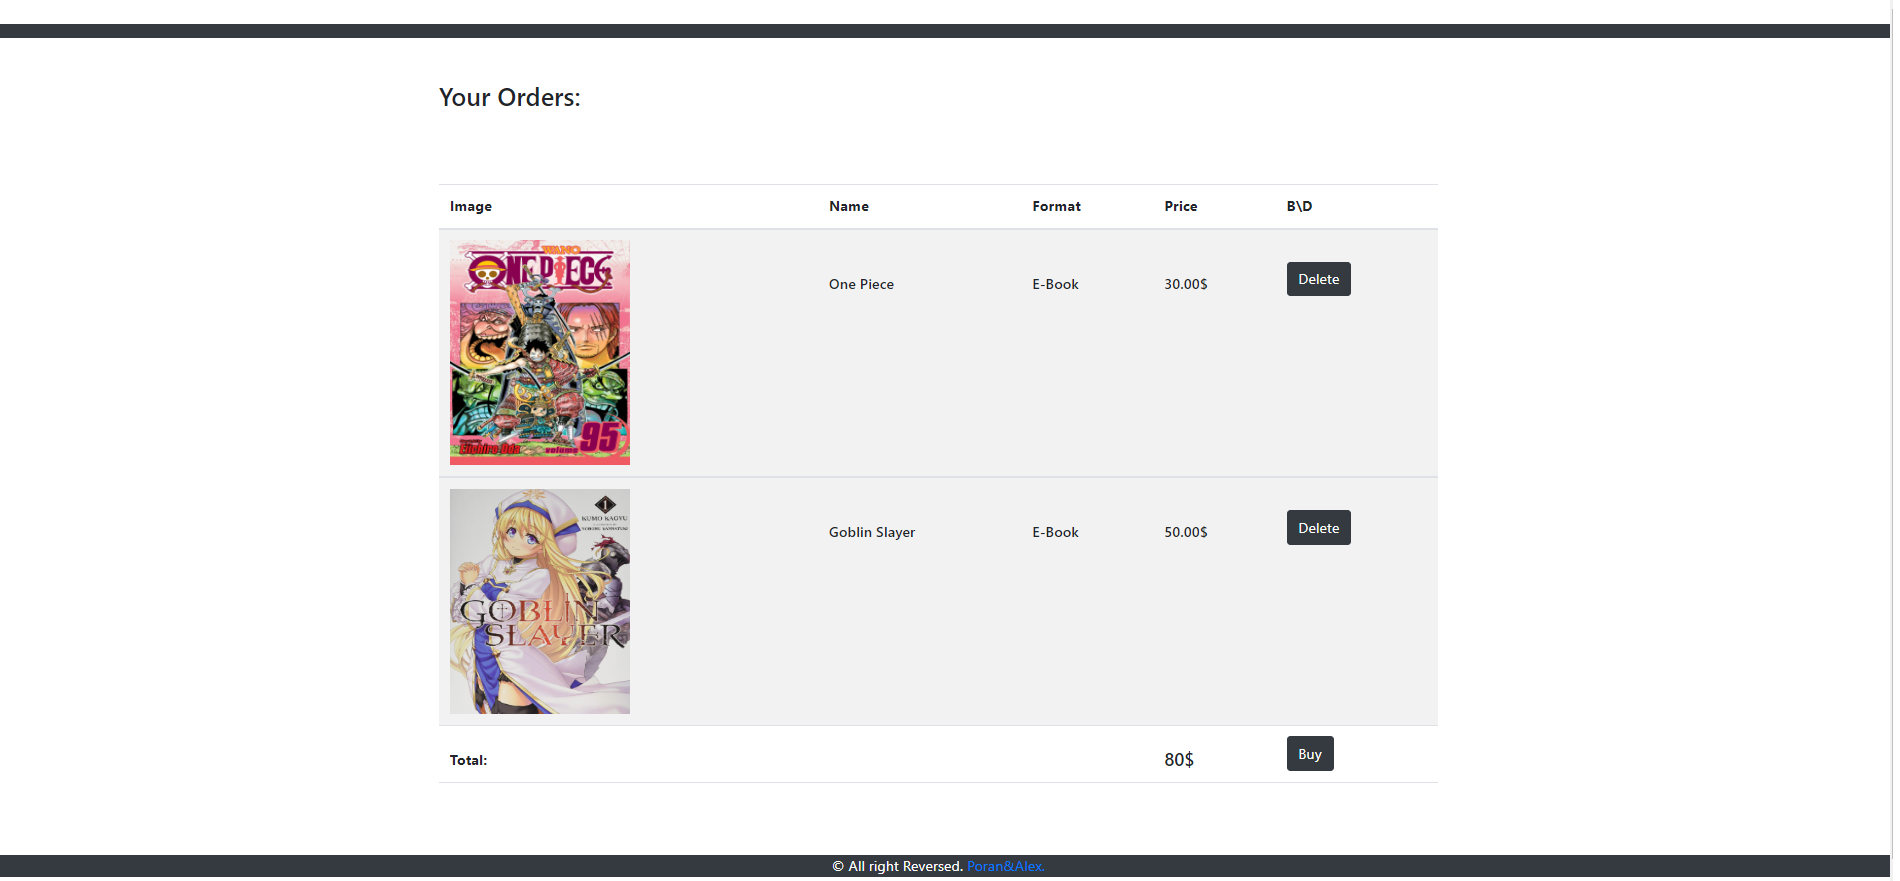 Your Orders:
Image Name Format Price B\D
WANO
ONE PIECE
One Piece E-Book 30.00$ Delete
Eiichiro Oda volume 95
1
KUMO KAGYU
Goblin Slayer E-Book 50.00$ Delete
GOBLIN
SLAYER
Total: 80$ Buy
© All right Reversed. Poran&Alex.